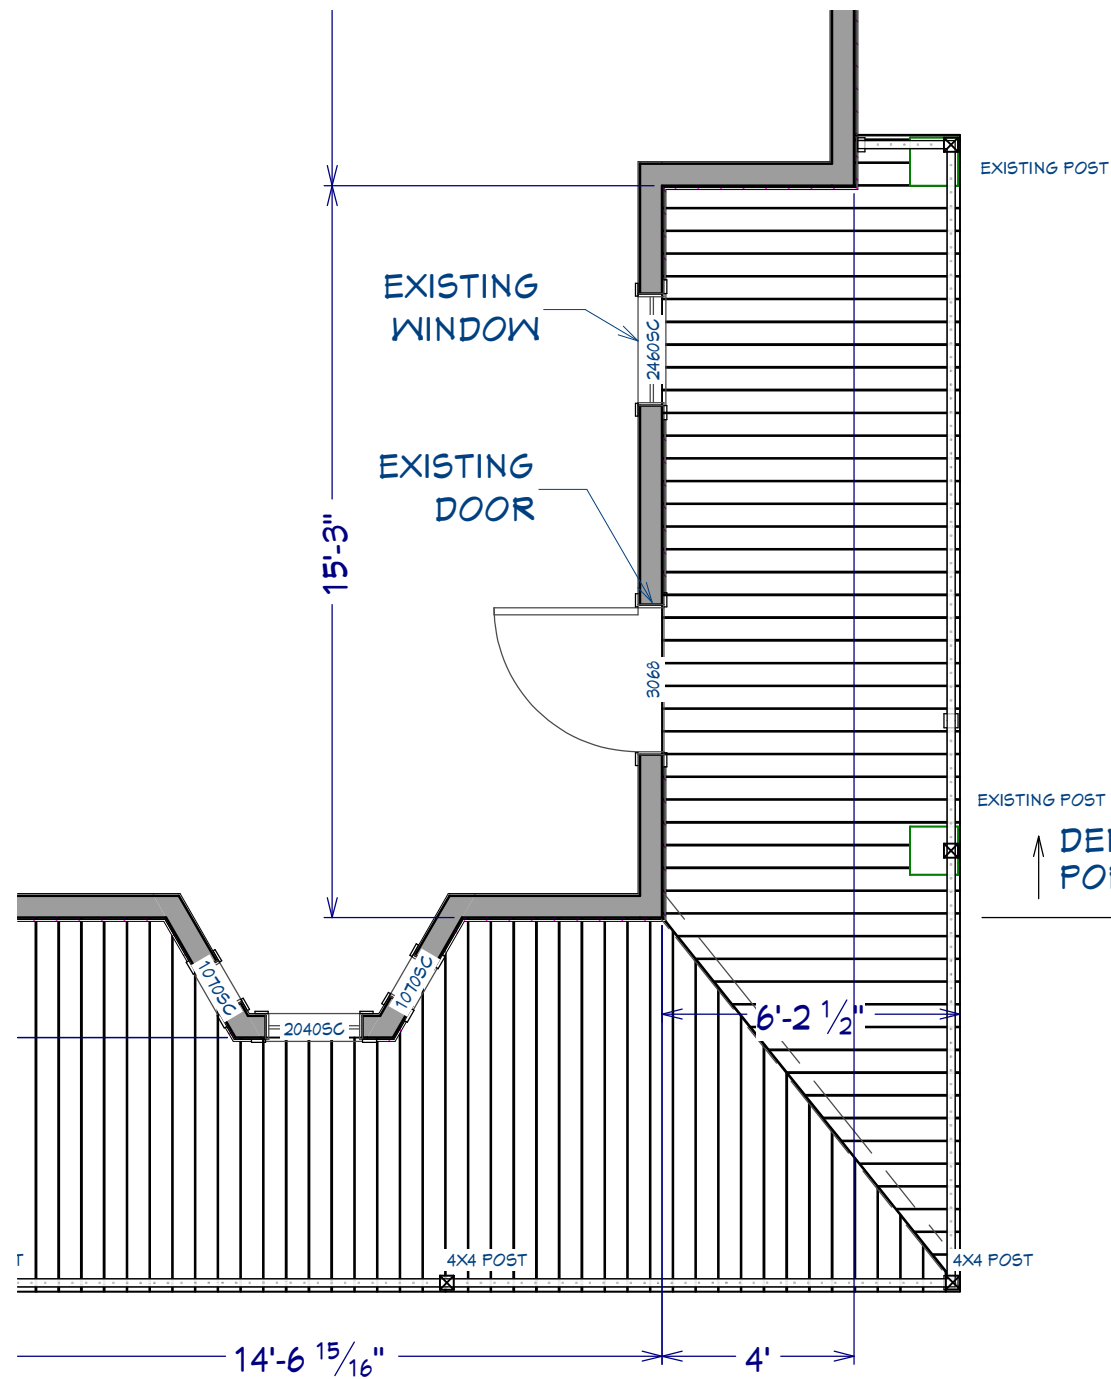 EXISTING POST
EXISTING
WINDOW
2460SC
EXISTING
DOOR
15'-3"
3068
EXISTING POST
1070SC
1070SC
2040SC
6'-2 1/2"
4X4 POST
4X4 POST
14'-6 15/16"
4'